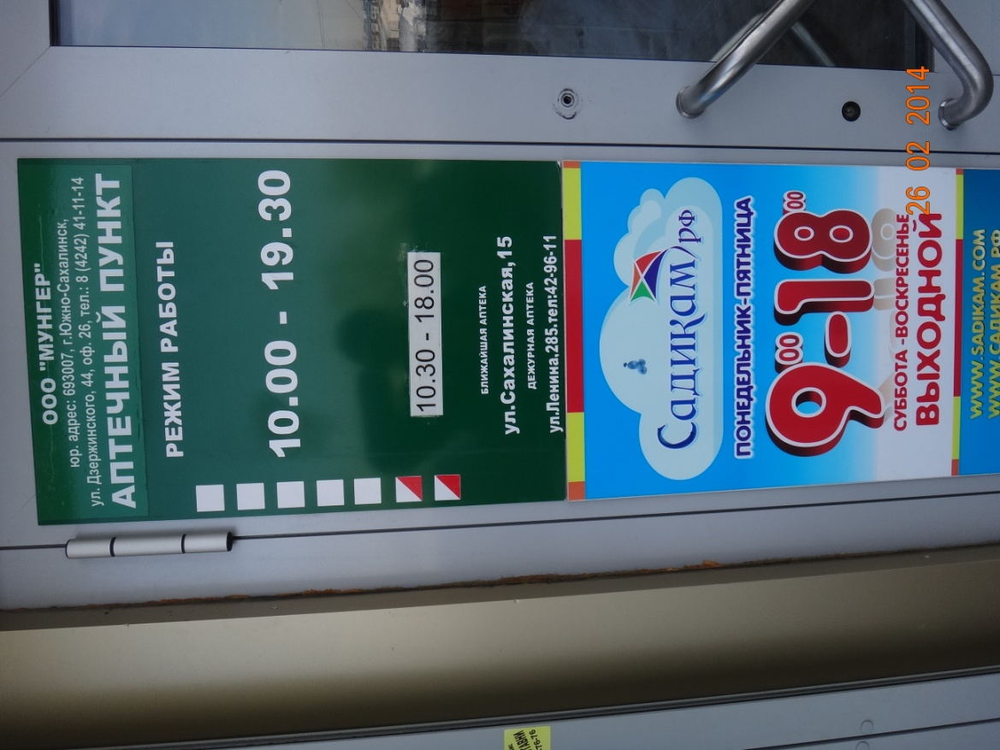 ООО "МУНГЕР"
юр. адрес: 693007, г.Южно-Сахалинск,
ул. Дзержинского, 44, оф. 26, тел.: 8 (4242) 41-11-14
АПТЕЧНЫЙ ПУНКТ
РЕЖИМ РАБОТЫ
10.00 - 19.30
10.30 - 18.00
БЛИЖАЙШАЯ АПТЕКА
ул.Сахалинская,15
ДЕЖУРНАЯ АПТЕКА
ул.Ленина,285.тел:42-96-11
САДИКАМ.РФ
ПОНЕДЕЛЬНИК-ПЯТНИЦА
9 00 - 18 00
СУББОТА -ВОСКРЕСЕНЬЕ
ВЫХОДНОЙ
WWW.SADIKAM.COM
WWW.САДИКАМ.РФ
26 02 2014
76-76